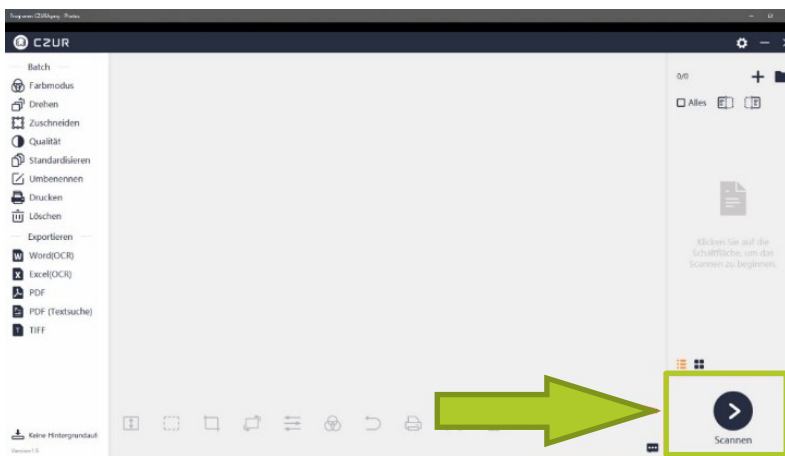 CZUR
Batch
0/0
Farbmodus
Drehen
Alles
Zuschneiden
Qualität
Standardisieren
Umbenennen
Drucken
Löschen
Exportieren
Klicken Sie auf die
Schaltfläche, um das
Scannen zu beginnen.
Word(OCR)
Excel(OCR)
PDF
PDF (Textsuche)
TIFF
Keine Hintergrundaufi
Scannen